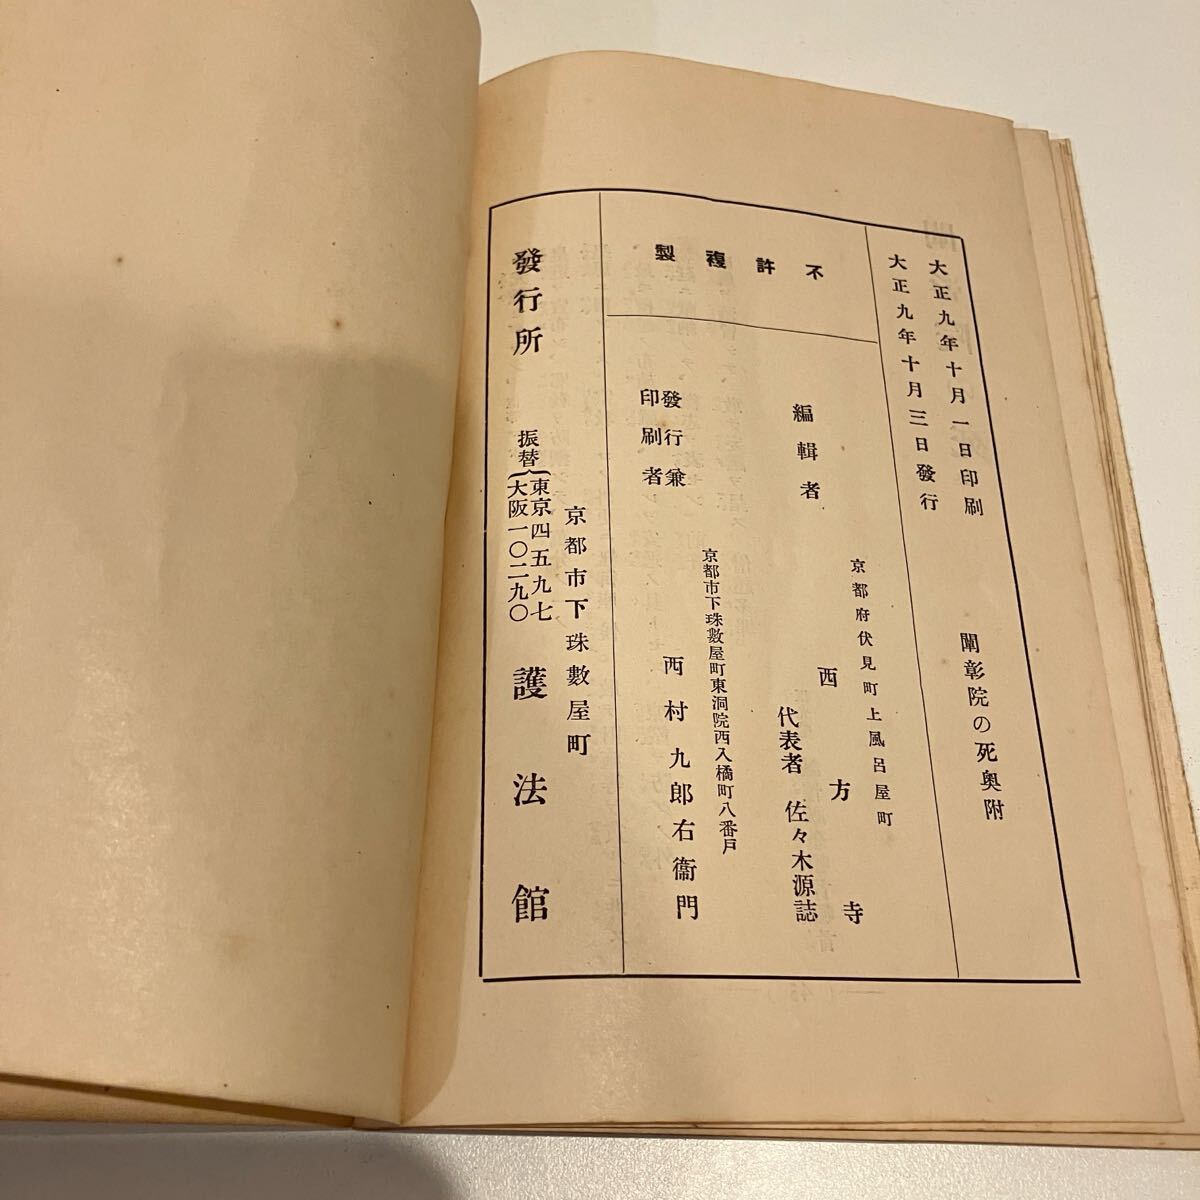 大正九年十月一日印刷
大正九年十月三日發行
闡彰院の死奥附
不許複製
編輯者
京都府伏見町上風呂屋町
西方寺
代表者 佐々木源誌
發行兼
印刷者
京都市下珠數屋町東洞院西入橘町八番戸
西村九郎右衞門
京都市下珠數屋町
發行所
振替
東京四五九七
大阪一〇二九〇
護法館